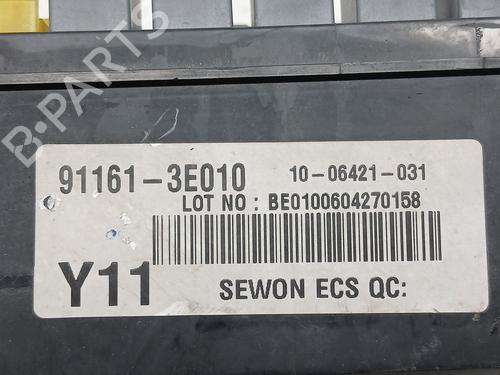 B-PARTS
91161-3E010 10-06421-031
LOT NO : BE0100604270158
Y11 SEWON ECS QC: